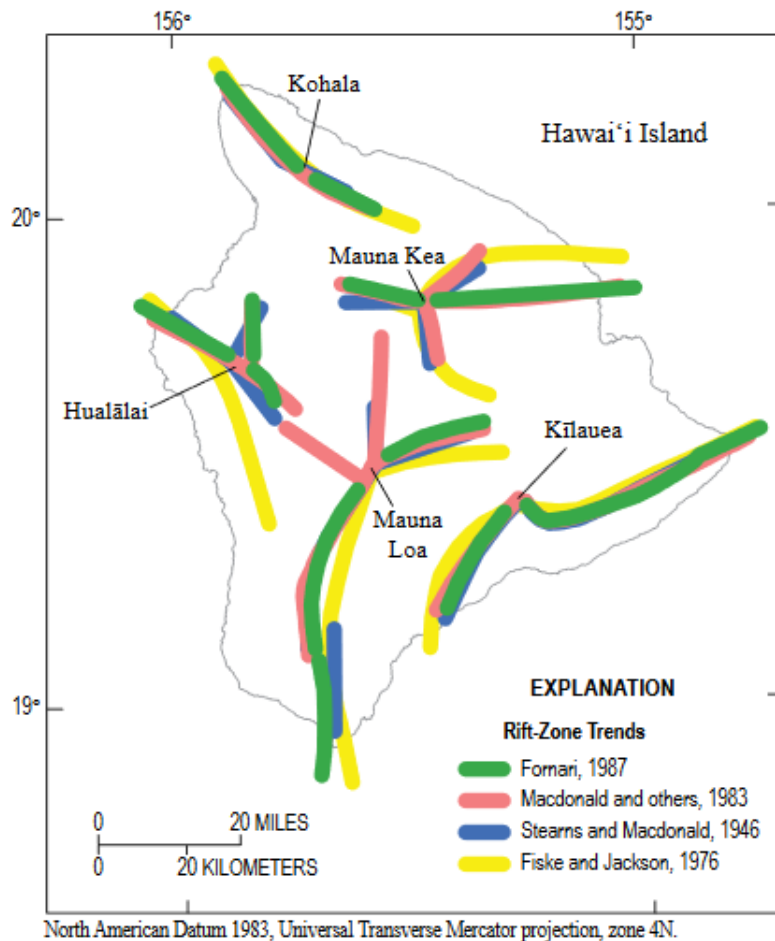 156°
155°
Kohala
Hawai‘i Island
20°
Mauna Kea
Hualālai
Kīlauea
Mauna
Loa
19°
EXPLANATION
Rift-Zone Trends
Fornari, 1987
Macdonald and others, 1983
Stearns and Macdonald, 1946
Fiske and Jackson, 1976
0 20 MILES
0 20 KILOMETERS
North American Datum 1983, Universal Transverse Mercator projection, zone 4N.